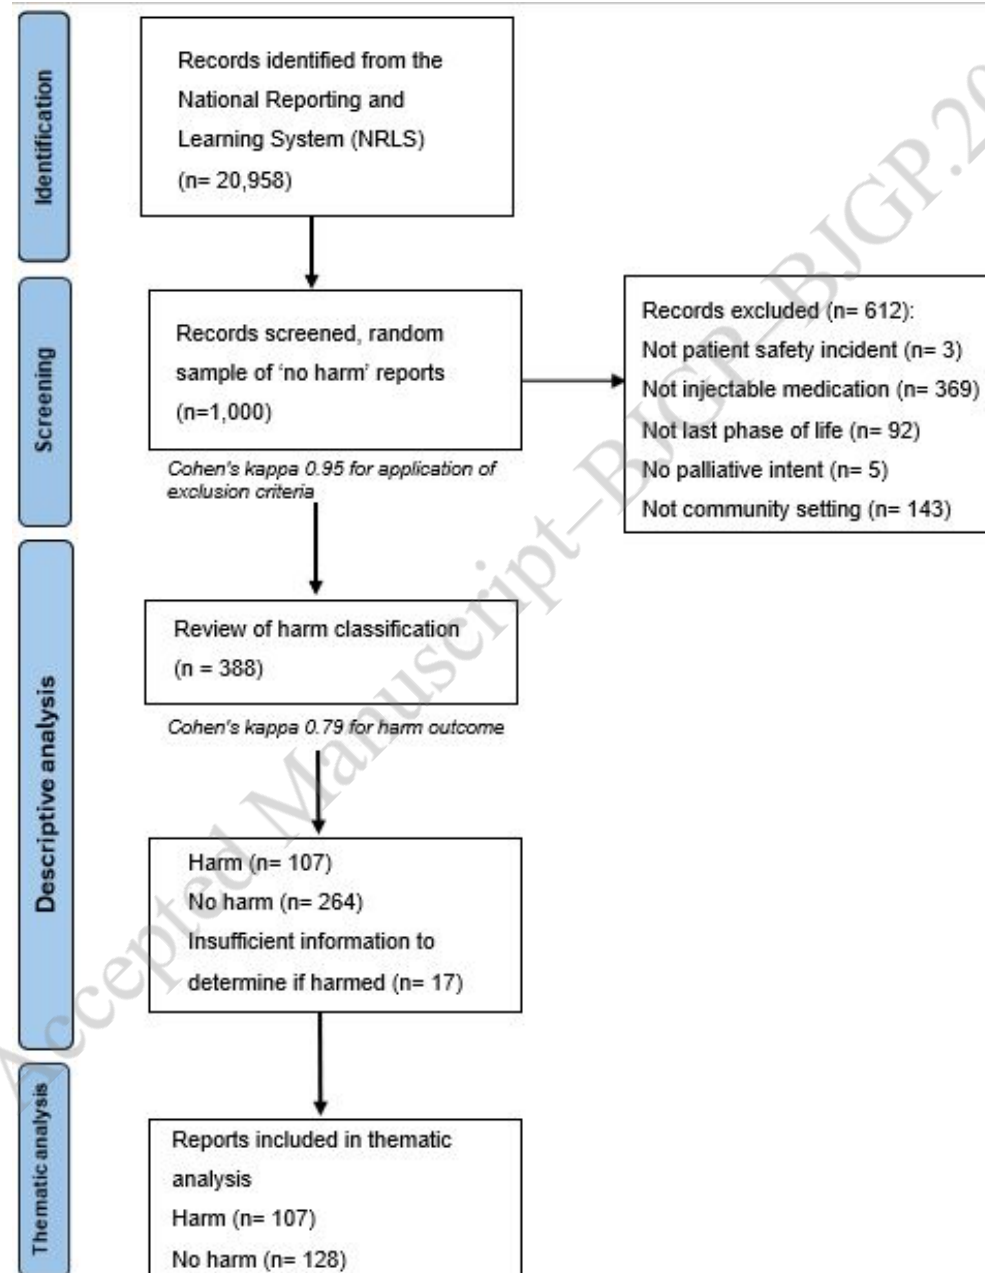 Identification
Records identified from the
National Reporting and
Learning System (NRLS)
(n= 20,958)
Screening
Records screened, random
sample of ‘no harm’ reports
(n=1,000)
Cohen's kappa 0.95 for application of
exclusion criteria
Records excluded (n= 612):
Not patient safety incident (n= 3)
Not injectable medication (n= 369)
Not last phase of life (n= 92)
No palliative intent (n= 5)
Not community setting (n= 143)
Descriptive analysis
Review of harm classification
(n = 388)
Cohen's kappa 0.79 for harm outcome
Harm (n= 107)
No harm (n= 264)
Insufficient information to
determine if harmed (n= 17)
Thematic analysis
Reports included in thematic
analysis
Harm (n= 107)
No harm (n= 128)
Accepted Manuscript–BJGP–BJGP.20